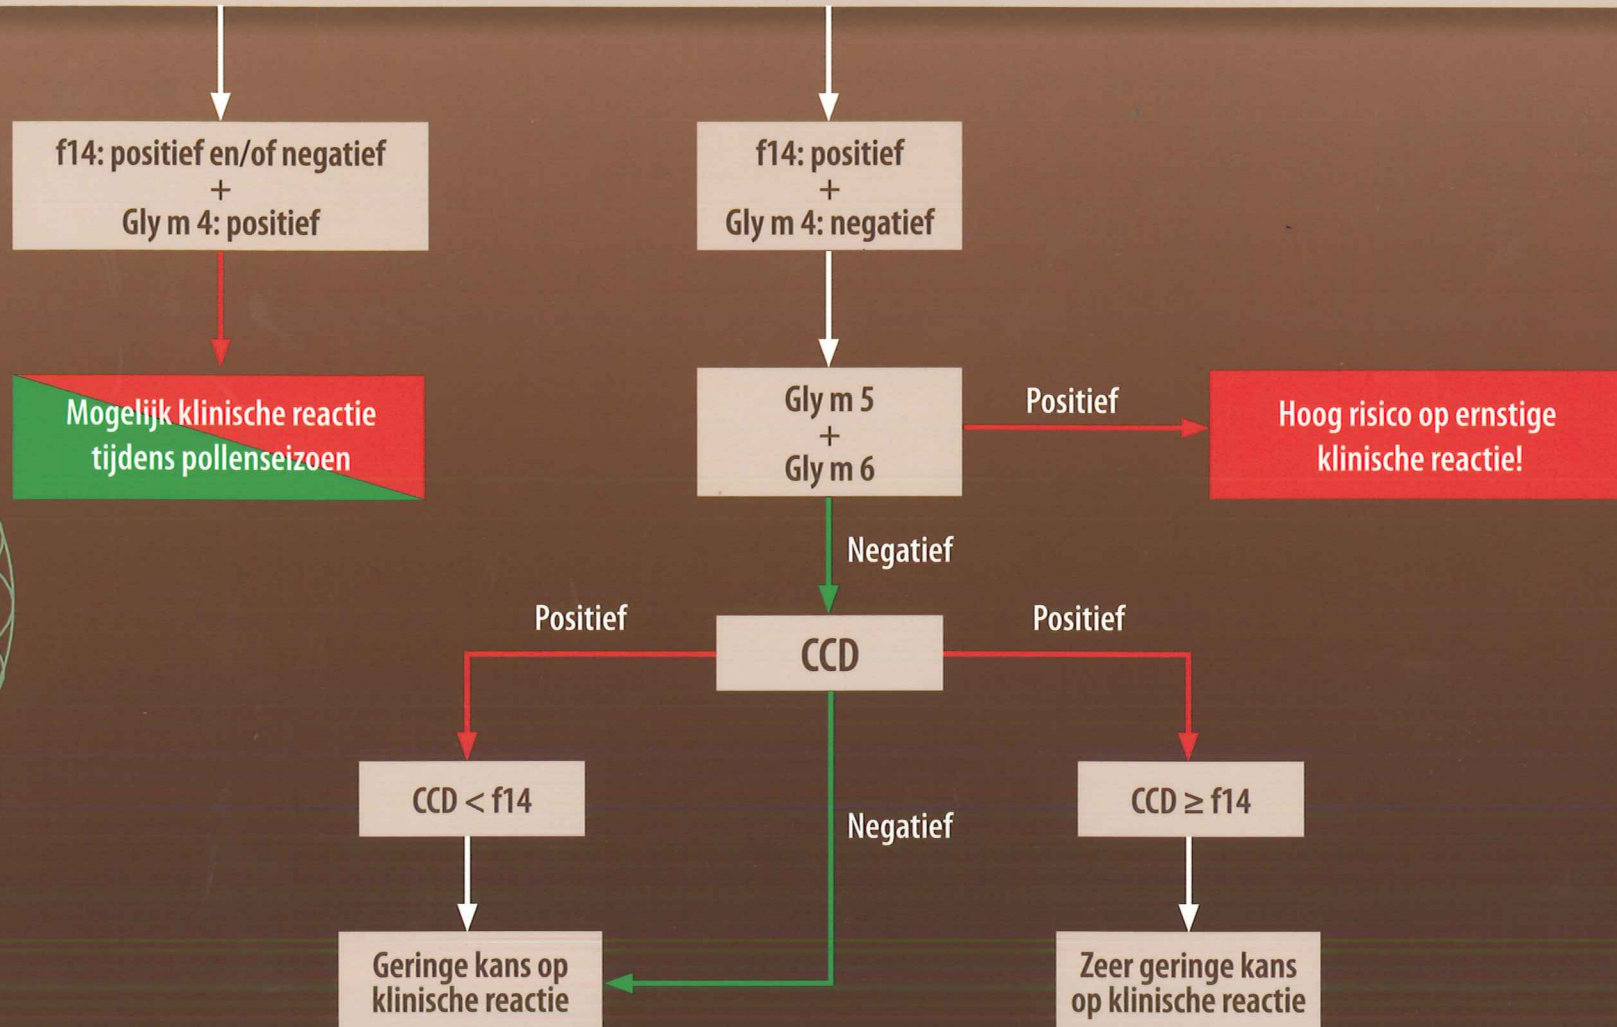 f14: positief en/of negatief
+
Gly m 4: positief
f14: positief
+
Gly m 4: negatief
Mogelijk klinische reactie
tijdens pollenseizoen
Gly m 5
+
Gly m 6
Positief
Hoog risico op ernstige
klinische reactie!
Negatief
Positief
Positief
CCD
CCD < f14
Negatief
CCD ≥ f14
Geringe kans op
klinische reactie
Zeer geringe kans
op klinische reactie